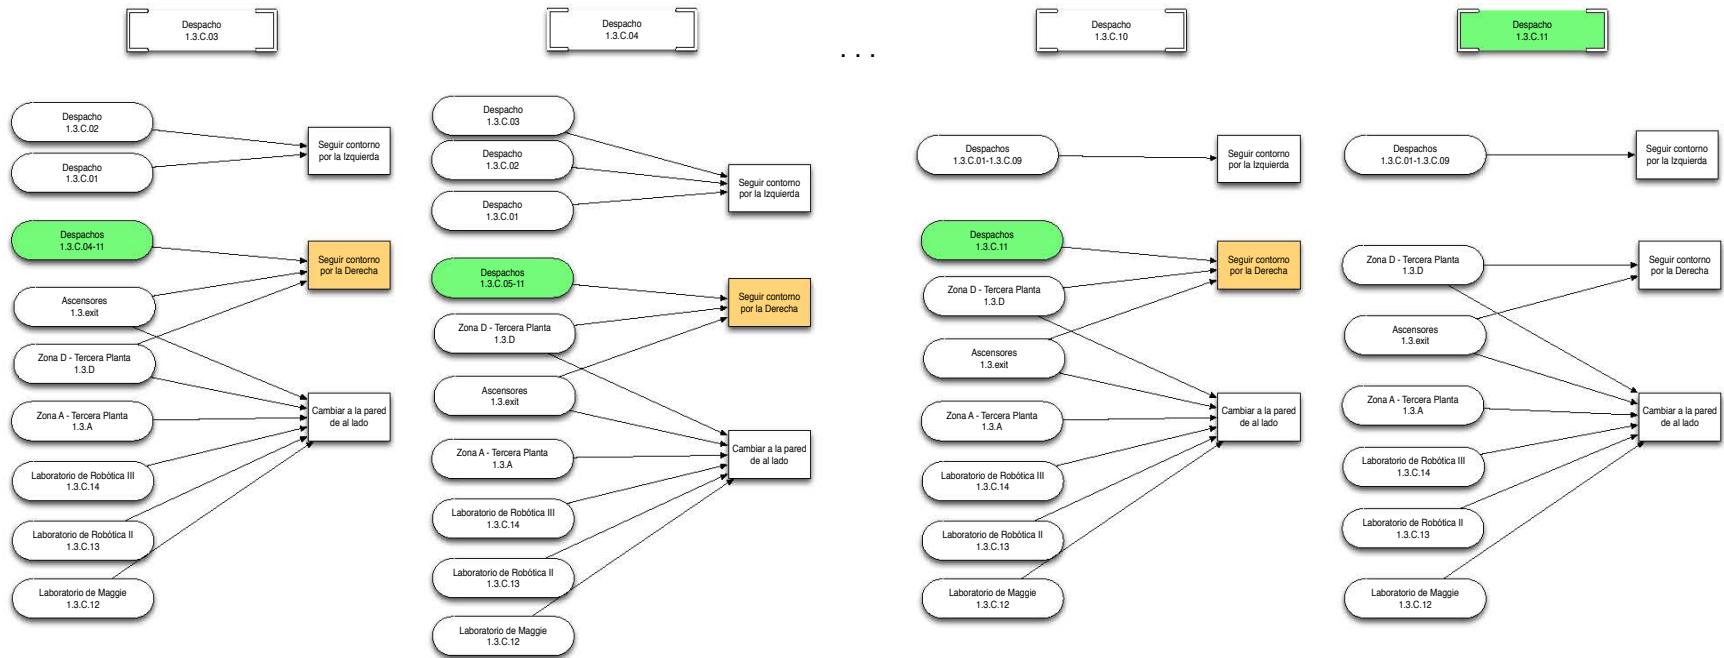 Despacho
1.3.C.03
Despacho
1.3.C.02
Despacho
1.3.C.01
Seguir contorno
por la Izquierda
Despachos
1.3.C.04-11
Seguir contorno
por la Derecha
Ascensores
1.3.exit
Zona D - Tercera Planta
1.3.D
Zona A - Tercera Planta
1.3.A
Cambiar a la pared
de al lado
Laboratorio de Robótica III
1.3.C.14
Laboratorio de Robótica II
1.3.C.13
Laboratorio de Maggie
1.3.C.12
Despacho
1.3.C.04
Despacho
1.3.C.03
Despacho
1.3.C.02
Despacho
1.3.C.01
Seguir contorno
por la Izquierda
Despachos
1.3.C.05-11
Seguir contorno
por la Derecha
Zona D - Tercera Planta
1.3.D
Ascensores
1.3.exit
Zona A - Tercera Planta
1.3.A
Cambiar a la pared
de al lado
Laboratorio de Robótica III
1.3.C.14
Laboratorio de Robótica II
1.3.C.13
Laboratorio de Maggie
1.3.C.12
. . .
Despacho
1.3.C.10
Despachos
1.3.C.01-1.3.C.09
Seguir contorno
por la Izquierda
Despachos
1.3.C.11
Seguir contorno
por la Derecha
Zona D - Tercera Planta
1.3.D
Ascensores
1.3.exit
Zona A - Tercera Planta
1.3.A
Cambiar a la pared
de al lado
Laboratorio de Robótica III
1.3.C.14
Laboratorio de Robótica II
1.3.C.13
Laboratorio de Maggie
1.3.C.12
Despacho
1.3.C.11
Despachos
1.3.C.01-1.3.C.09
Seguir contorno
por la Izquierda
Zona D - Tercera Planta
1.3.D
Seguir contorno
por la Derecha
Ascensores
1.3.exit
Zona A - Tercera Planta
1.3.A
Cambiar a la pared
de al lado
Laboratorio de Robótica III
1.3.C.14
Laboratorio de Robótica II
1.3.C.13
Laboratorio de Maggie
1.3.C.12